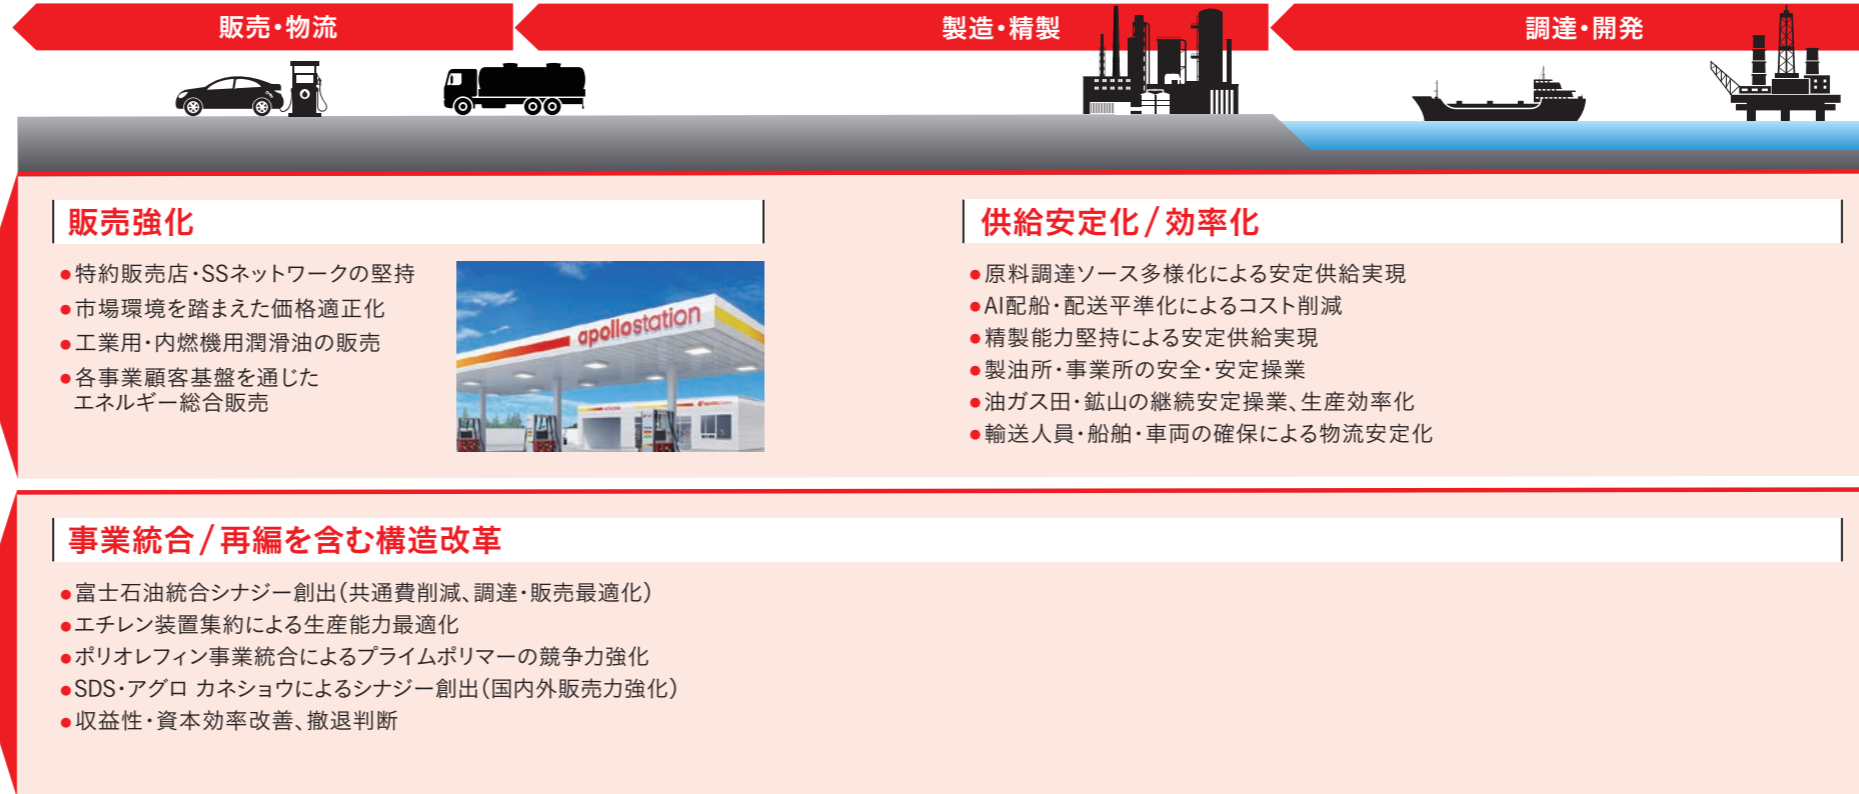 販売・物流
製造・精製
調達・開発
販売強化
●特約販売店・SSネットワークの堅持
●市場環境を踏まえた価格適正化
●工業用・内燃機用潤滑油の販売
●各事業顧客基盤を通じた
エネルギー総合販売
apollostation
供給安定化/効率化
●原料調達ソース多様化による安定供給実現
●AI配船・配送平準化によるコスト削減
●精製能力堅持による安定供給実現
●製油所・事業所の安全・安定操業
●油ガス田・鉱山の継続安定操業、生産効率化
●輸送人員・船舶・車両の確保による物流安定化
事業統合/再編を含む構造改革
●富士石油統合シナジー創出(共通費削減、調達・販売最適化)
●エチレン装置集約による生産能力最適化
●ポリオレフィン事業統合によるプライムポリマーの競争力強化
●SDS・アグロ カネショウによるシナジー創出(国内外販売力強化)
●収益性・資本効率改善、撤退判断